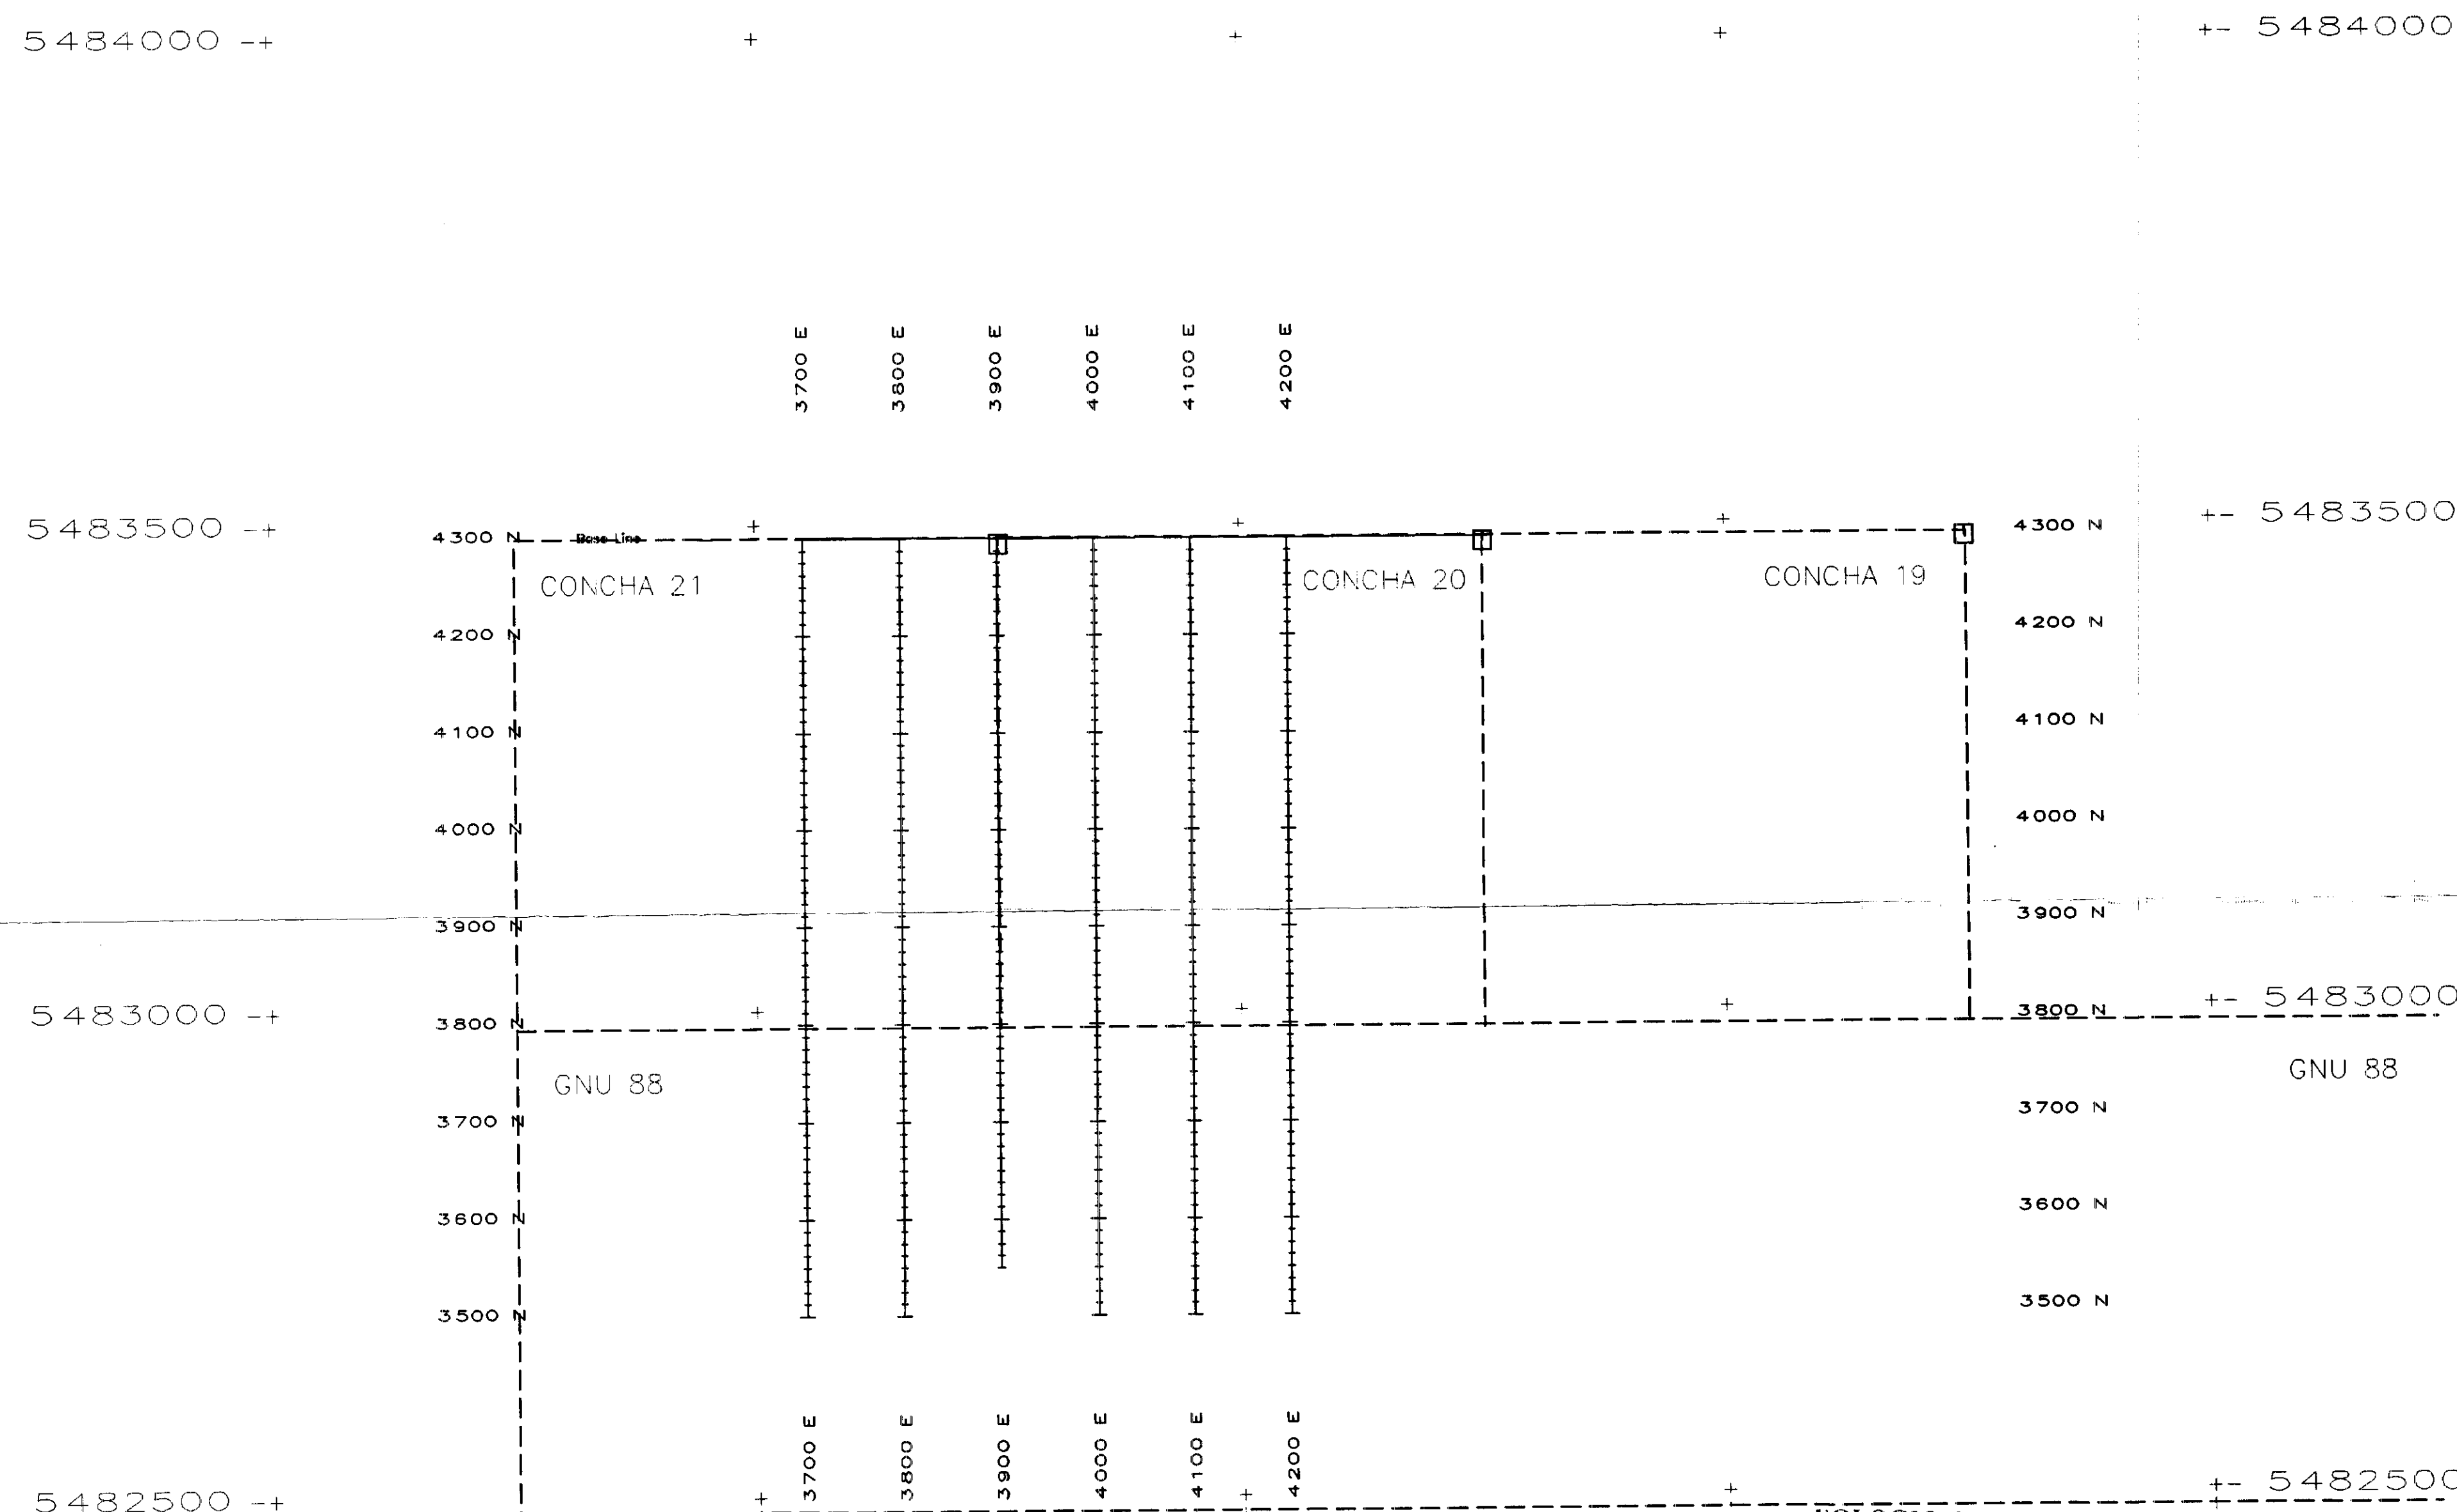 5484000 -+ +- 5484000
3700 E 3800 E 3900 E 4000 E 4100 E 4200 E
5483500 -+ +- 5483500
4300 N Base Line 4300 N
CONCHA 21 CONCHA 20 CONCHA 19
4200 N 4200 N
4100 N 4100 N
4000 N 4000 N
3900 N 3900 N
5483000 -+ +- 5483000
3800 N 3800 N
GNU 88 GNU 88
3700 N 3700 N
3600 N 3600 N
3500 N 3500 N
3700 E 3800 E 3900 E 4000 E 4100 E 4200 E
5482500 -+ +- 5482500